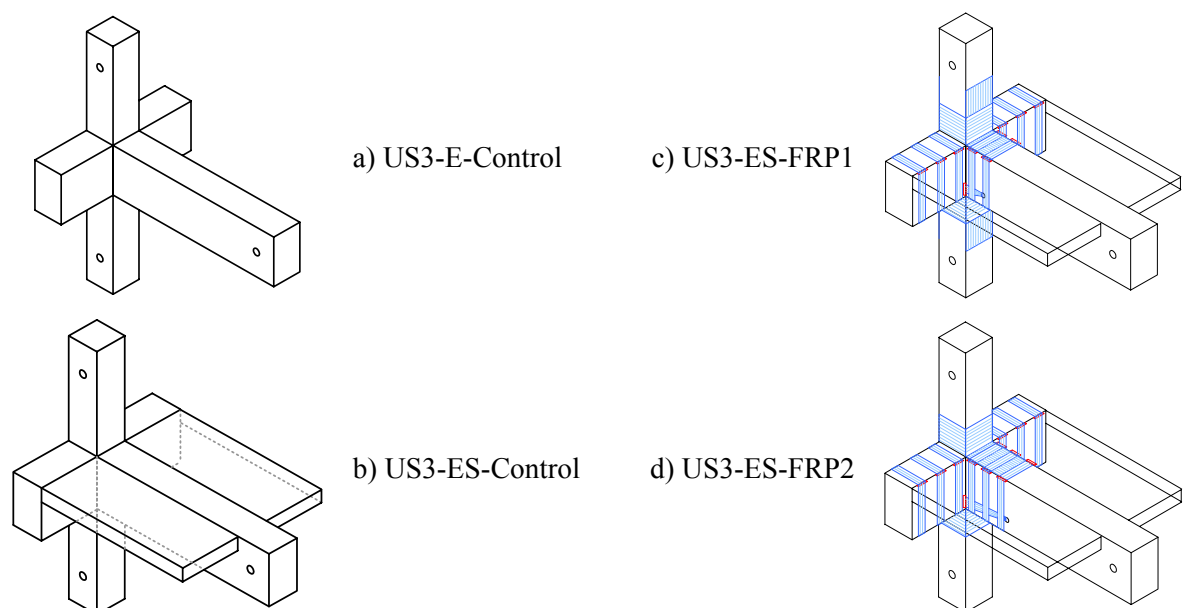 a) US3-E-Control
c) US3-ES-FRP1
b) US3-ES-Control
d) US3-ES-FRP2